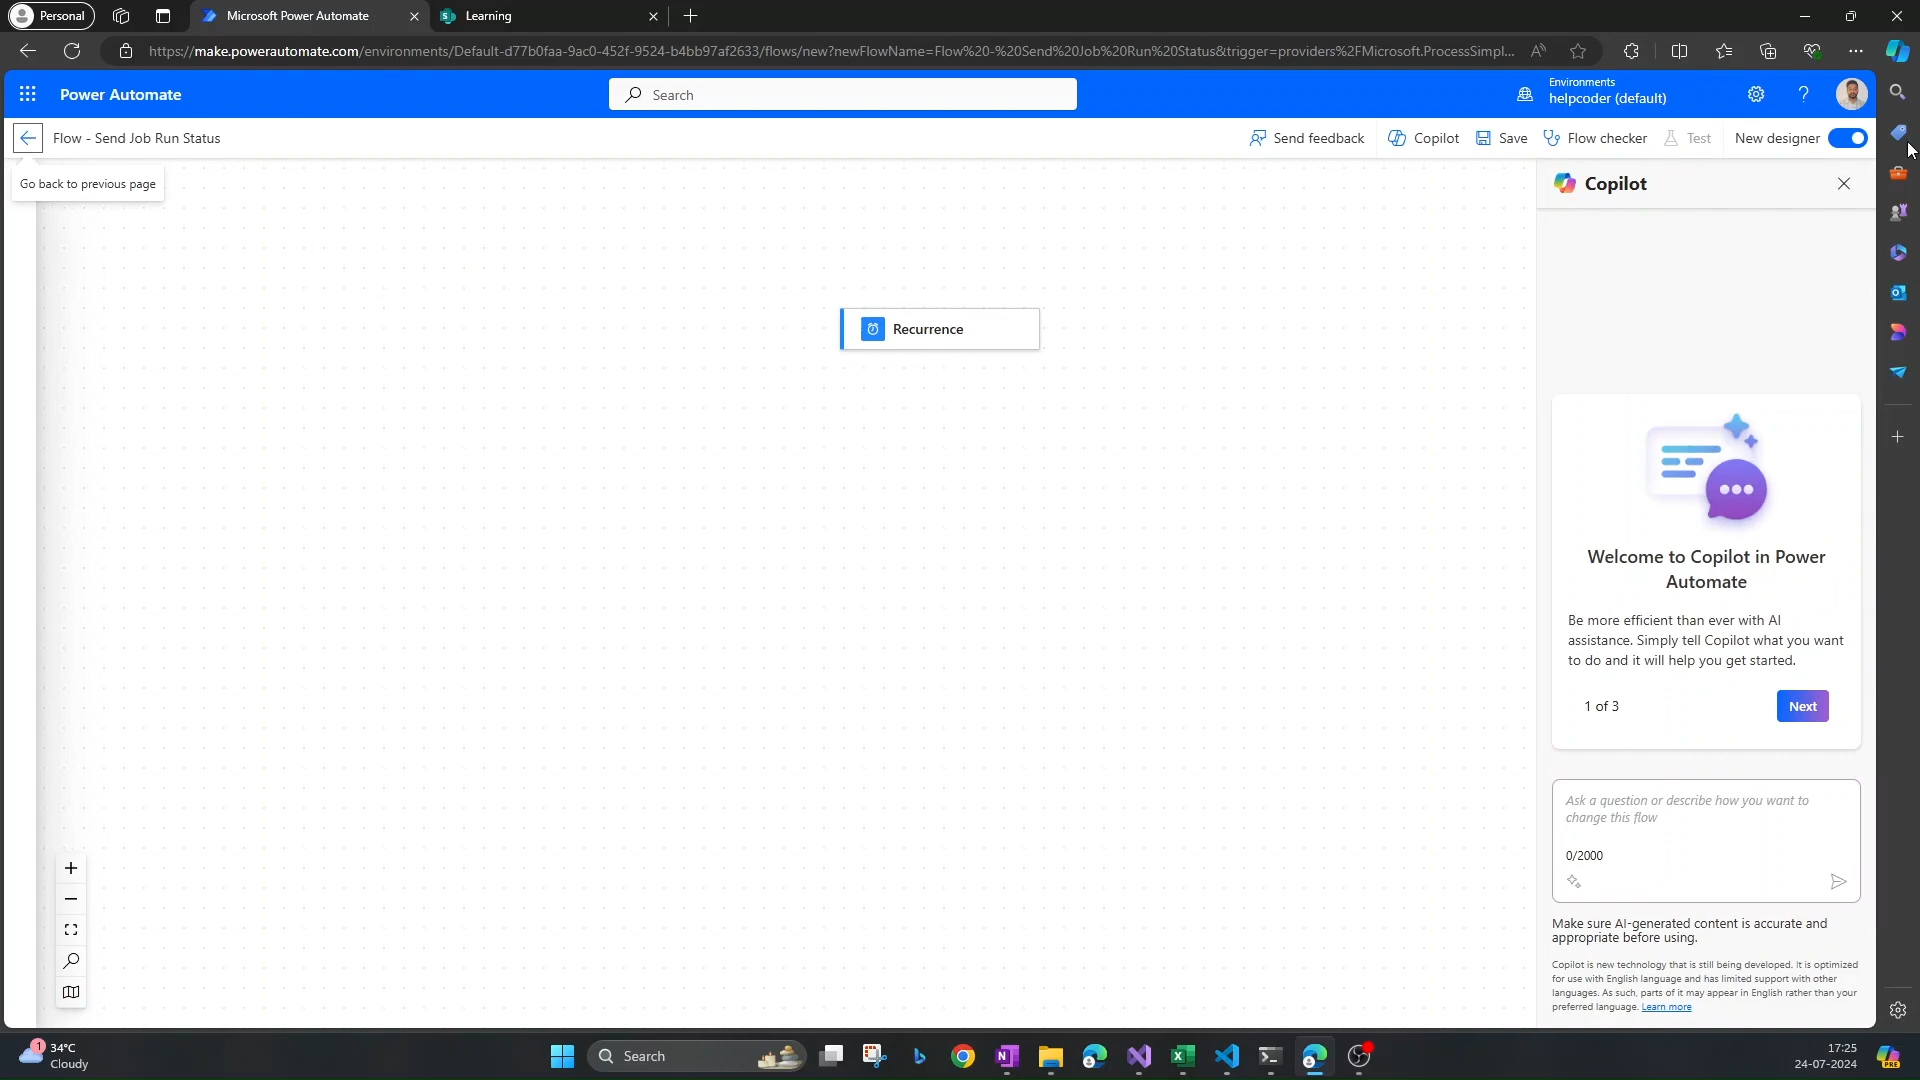 Personal
Microsoft Power Automate
Learning
https://make.powerautomate.com/environments/Default-d77b0faa-9ac0-452f-9524-b4bb97af2633/flows/new?newFlowName=Flow%20-%20Send%20Job%20Run%20Status&trigger=providers%2FMicrosoft.ProcessSimpl...
Power Automate
Search
Environments
helpcoder (default)
Flow - Send Job Run Status
Send feedback
Copilot
Save
Flow checker
Test
New designer
Go back to previous page
Copilot
Recurrence
Welcome to Copilot in Power
Automate
Be more efficient than ever with AI
assistance. Simply tell Copilot what you want
to do and it will help you get started.
1 of 3
Next
Ask a question or describe how you want to
change this flow
0/2000
Make sure AI-generated content is accurate and
appropriate before using.
Copilot is new technology that is still being developed. It is optimized
for use with English language and has limited support with other
languages. As such, parts of it may appear in English rather than your
preferred language. Learn more
1
34°C
Cloudy
Search
17:25
24-07-2024
PRE